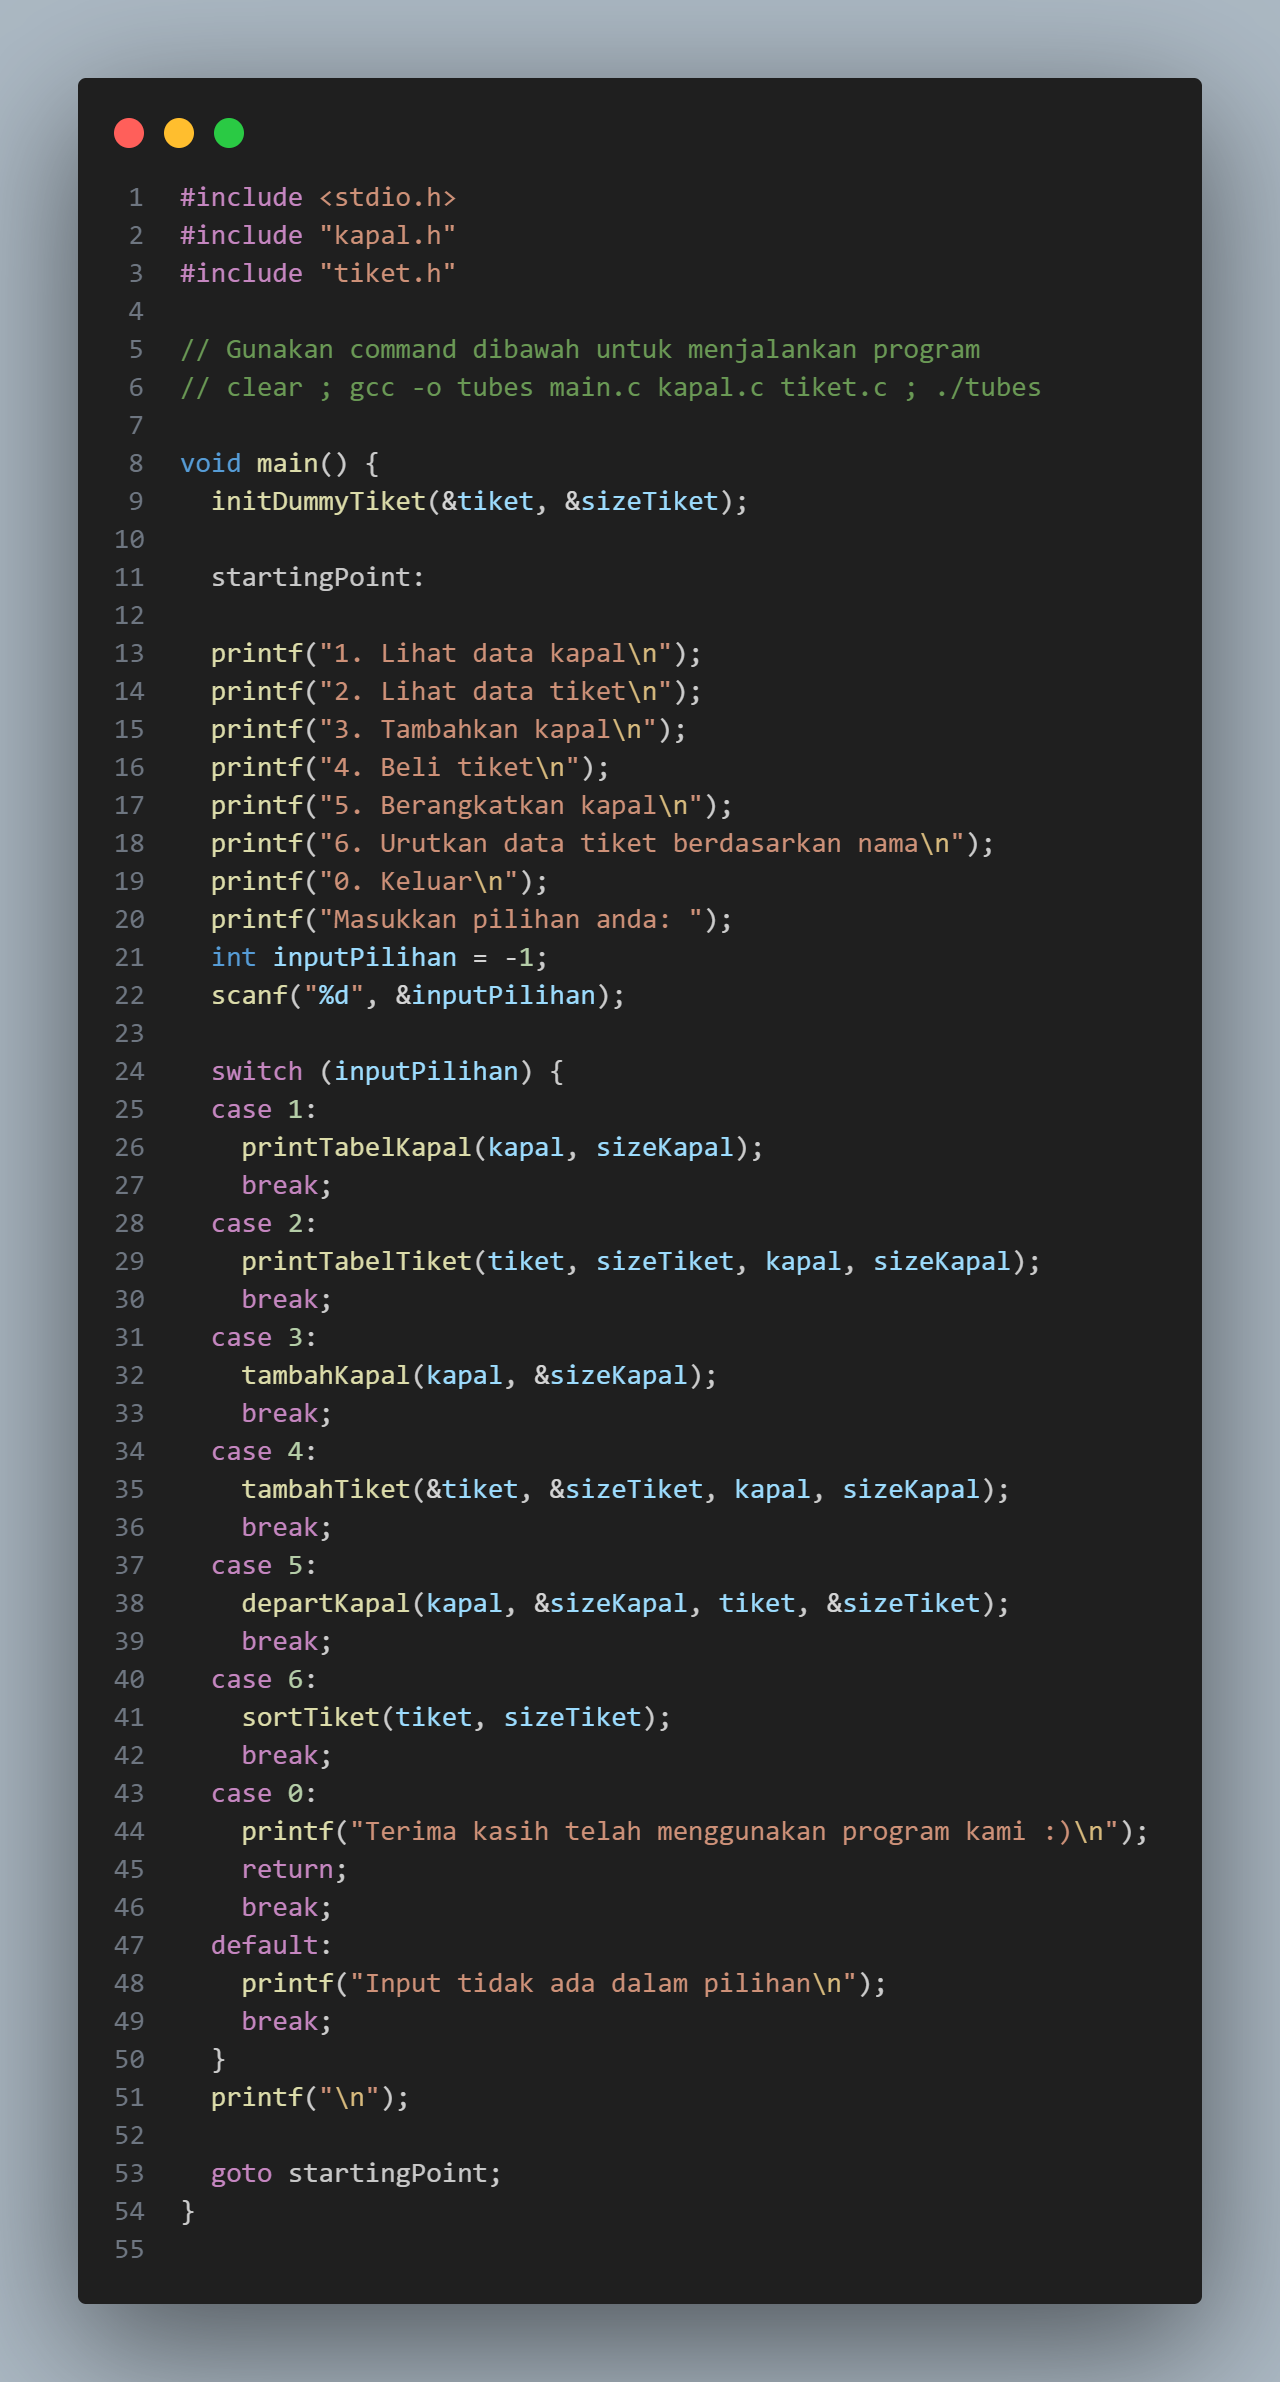 1 #include <stdio.h>
2 #include "kapal.h"
3 #include "tiket.h"
4
5 // Gunakan command dibawah untuk menjalankan program
6 // clear ; gcc -o tubes main.c kapal.c tiket.c ; ./tubes
7
8 void main() {
9   initDummyTiket(&tiket, &sizeTiket);
10
11   startingPoint:
12
13   printf("1. Lihat data kapal\n");
14   printf("2. Lihat data tiket\n");
15   printf("3. Tambahkan kapal\n");
16   printf("4. Beli tiket\n");
17   printf("5. Berangkatkan kapal\n");
18   printf("6. Urutkan data tiket berdasarkan nama\n");
19   printf("0. Keluar\n");
20   printf("Masukkan pilihan anda: ");
21   int inputPilihan = -1;
22   scanf("%d", &inputPilihan);
23
24   switch (inputPilihan) {
25   case 1:
26     printTabelKapal(kapal, sizeKapal);
27     break;
28   case 2:
29     printTabelTiket(tiket, sizeTiket, kapal, sizeKapal);
30     break;
31   case 3:
32     tambahKapal(kapal, &sizeKapal);
33     break;
34   case 4:
35     tambahTiket(&tiket, &sizeTiket, kapal, sizeKapal);
36     break;
37   case 5:
38     departKapal(kapal, &sizeKapal, tiket, &sizeTiket);
39     break;
40   case 6:
41     sortTiket(tiket, sizeTiket);
42     break;
43   case 0:
44     printf("Terima kasih telah menggunakan program kami :)\n");
45     return;
46     break;
47   default:
48     printf("Input tidak ada dalam pilihan\n");
49     break;
50   }
51   printf("\n");
52
53   goto startingPoint;
54 }
55